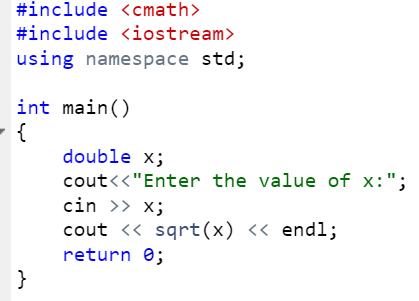 #include <cmath>
#include <iostream>
using namespace std;

int main()
{
    double x;
    cout<<"Enter the value of x:";
    cin >> x;
    cout << sqrt(x) << endl;
    return 0;
}